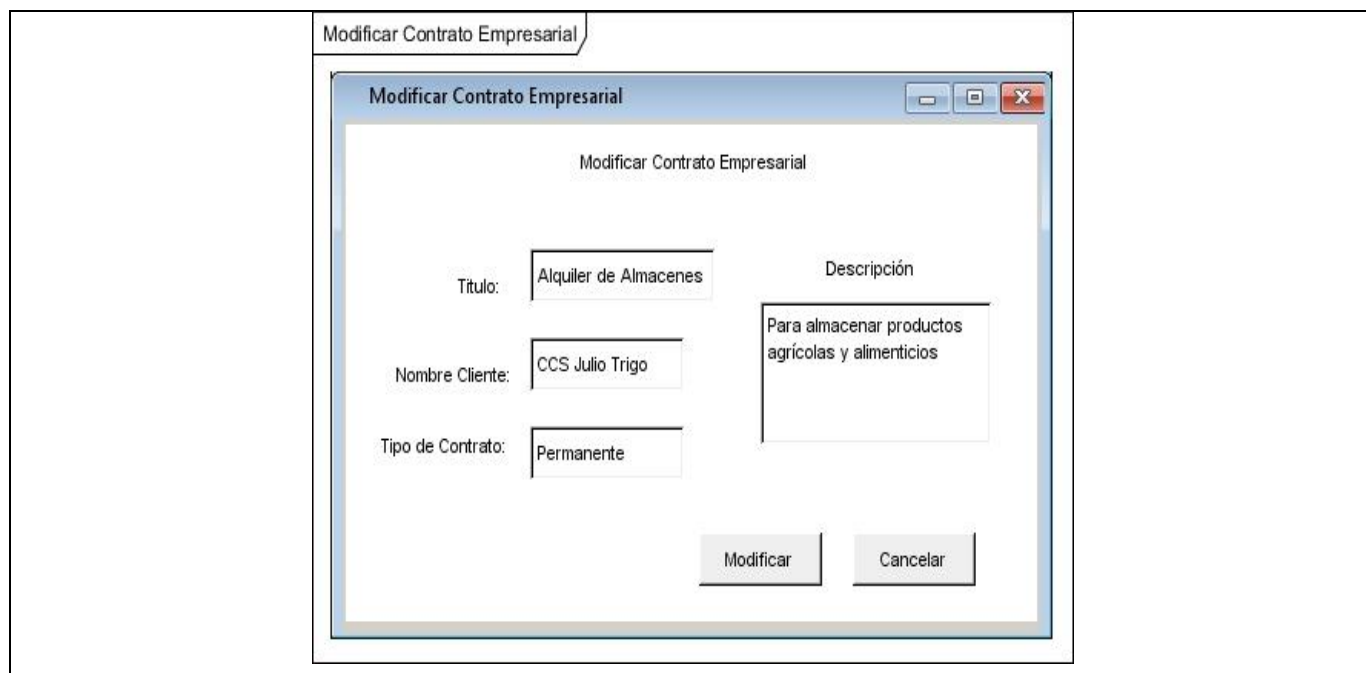 Modificar Contrato Empresarial
Modificar Contrato Empresarial
Modificar Contrato Empresarial
Titulo:
Alquiler de Almacenes
Nombre Cliente:
CCS Julio Trigo
Tipo de Contrato:
Permanente
Descripción
Para almacenar productos
agrícolas y alimenticios
Modificar
Cancelar